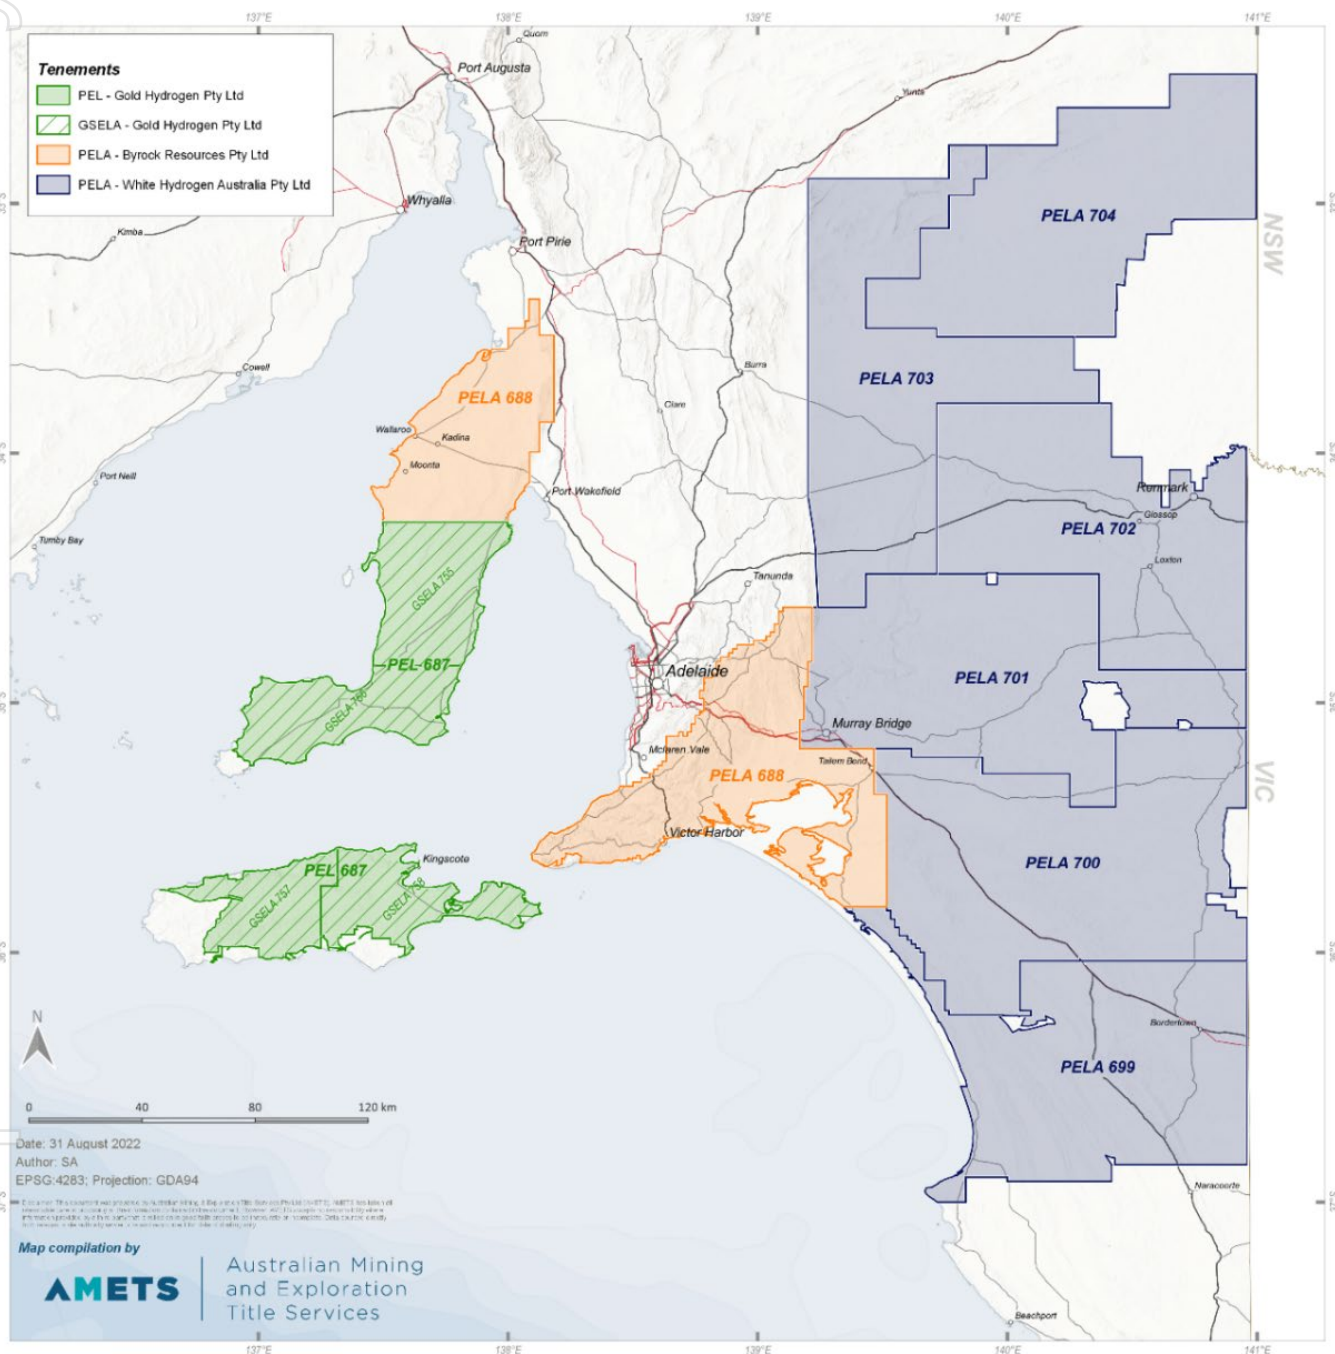 137°E 138°E 139°E 140°E 141°E
Tenements
PEL - Gold Hydrogen Pty Ltd
GSELA - Gold Hydrogen Pty Ltd
PELA - Byrock Resources Pty Ltd
PELA - White Hydrogen Australia Pty Ltd
Quorn
Port Augusta
Yunta
Whyalla
Kimba
Port Pirie
PELA 704
NSW
Cowell
Burra
PELA 703
PELA 688
Clare
Wallaroo
Kadina
Moonta
Port Neill
Port Wakefield
Renmark
Glossop
PELA 702
Tumby Bay
Loxton
GSELA 755
Tanunda
PEL 687
Adelaide
PELA 701
Murray Bridge
Mclaren Vale
Tailem Bend
PELA 688
VIC
Victor Harbor
Kingscote
PEL 687
GSELA 757
PELA 700
N
Bordertown
PELA 699
0 40 80 120 km
Date: 31 August 2022
Author: SA
EPSG:4283; Projection: GDA94
Naracoorte
Map compilation by
AMETS
Australian Mining
and Exploration
Title Services
Beachport
137°E 138°E 139°E 140°E 141°E